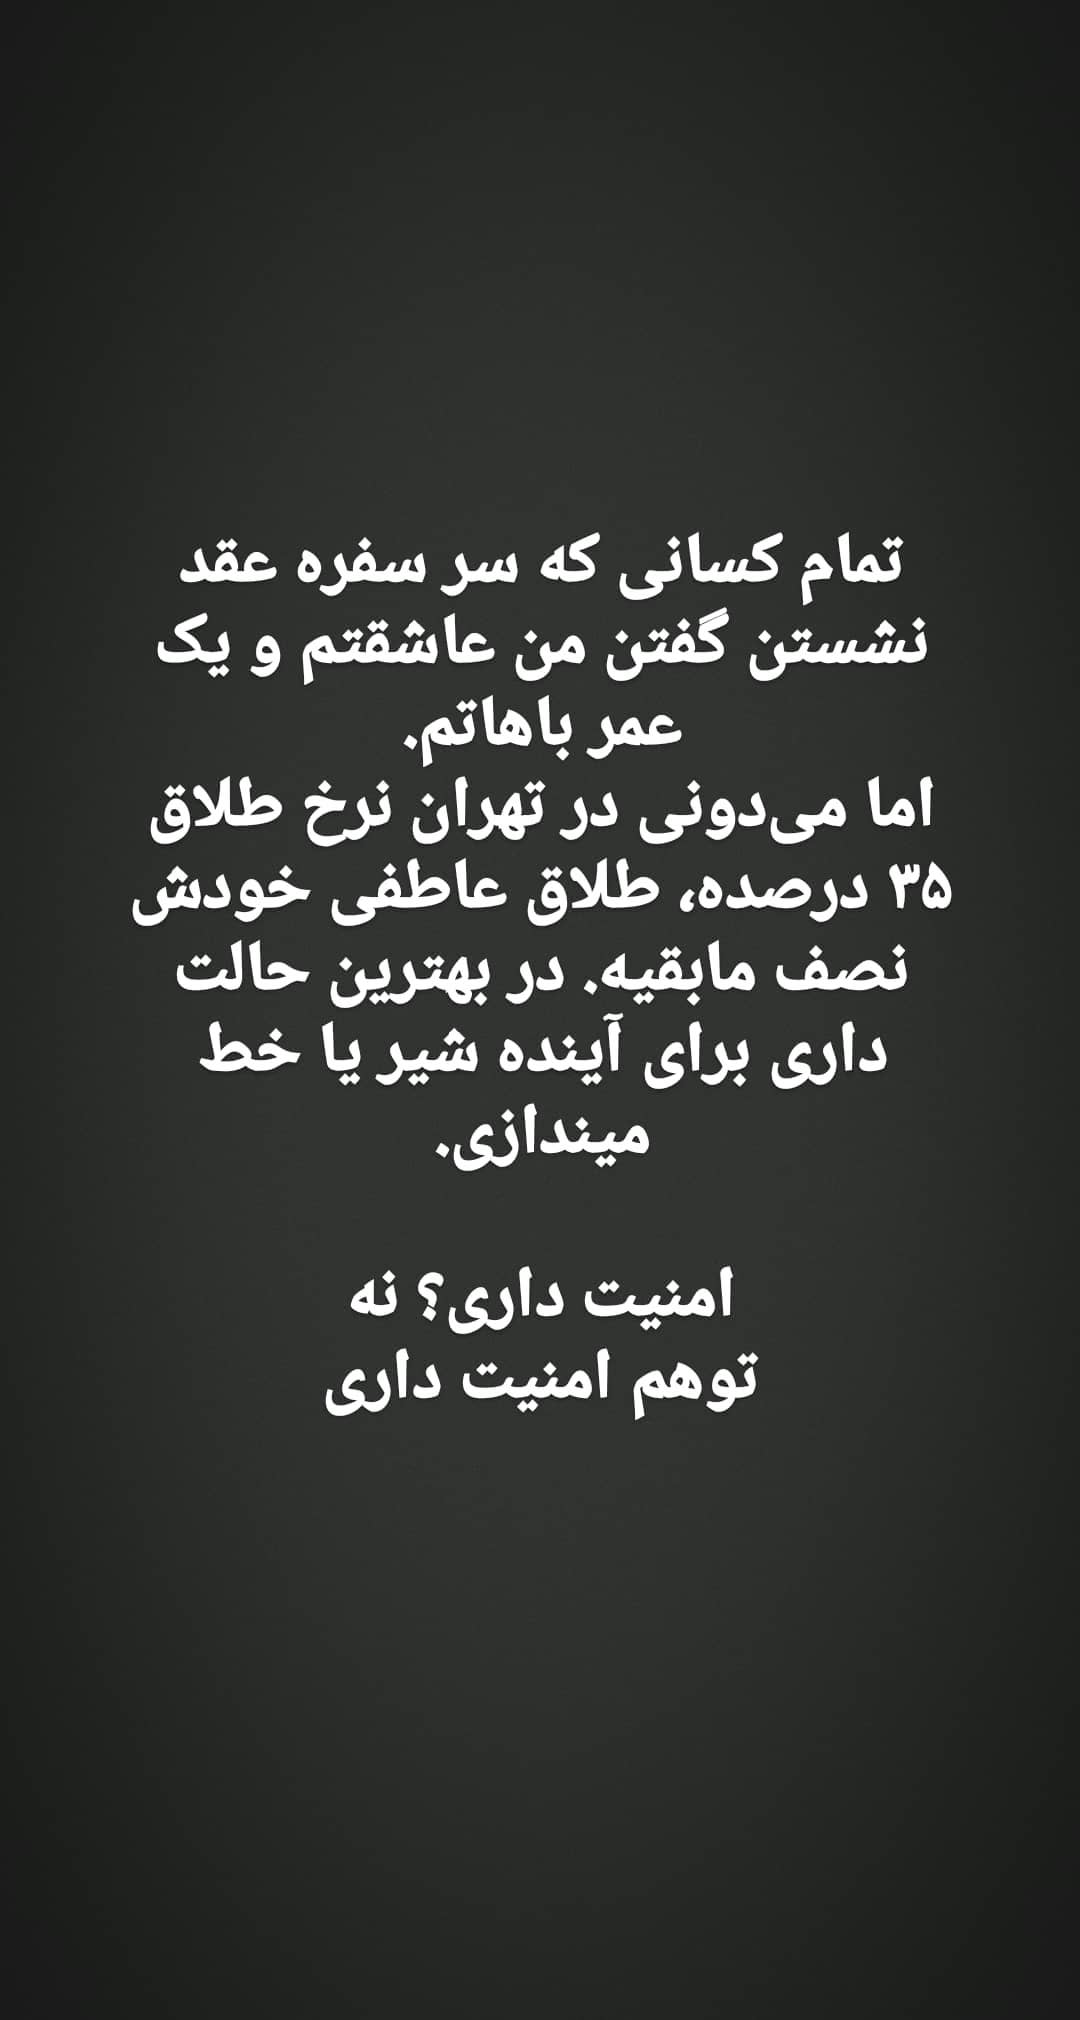 تمام کسانی که سر سفره عقد
نشستن گفتن من عاشقتم و یک
عمر باهاتم.
اما می‌دونی در تهران نرخ طلاق
۳۵ درصده، طلاق عاطفی خودش
نصف مابقیه. در بهترین حالت
داری برای آینده شیر یا خط
میندازی.
امنیت داری؟ نه
توهم امنیت داری